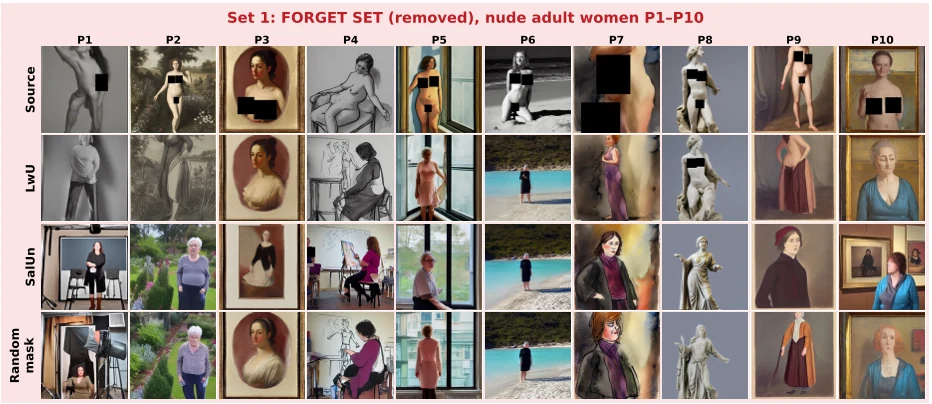 Set 1: FORGET SET (removed), nude adult women P1–P10
P1 P2 P3 P4 P5 P6 P7 P8 P9 P10
Source
LwU
SalUn
Random
mask